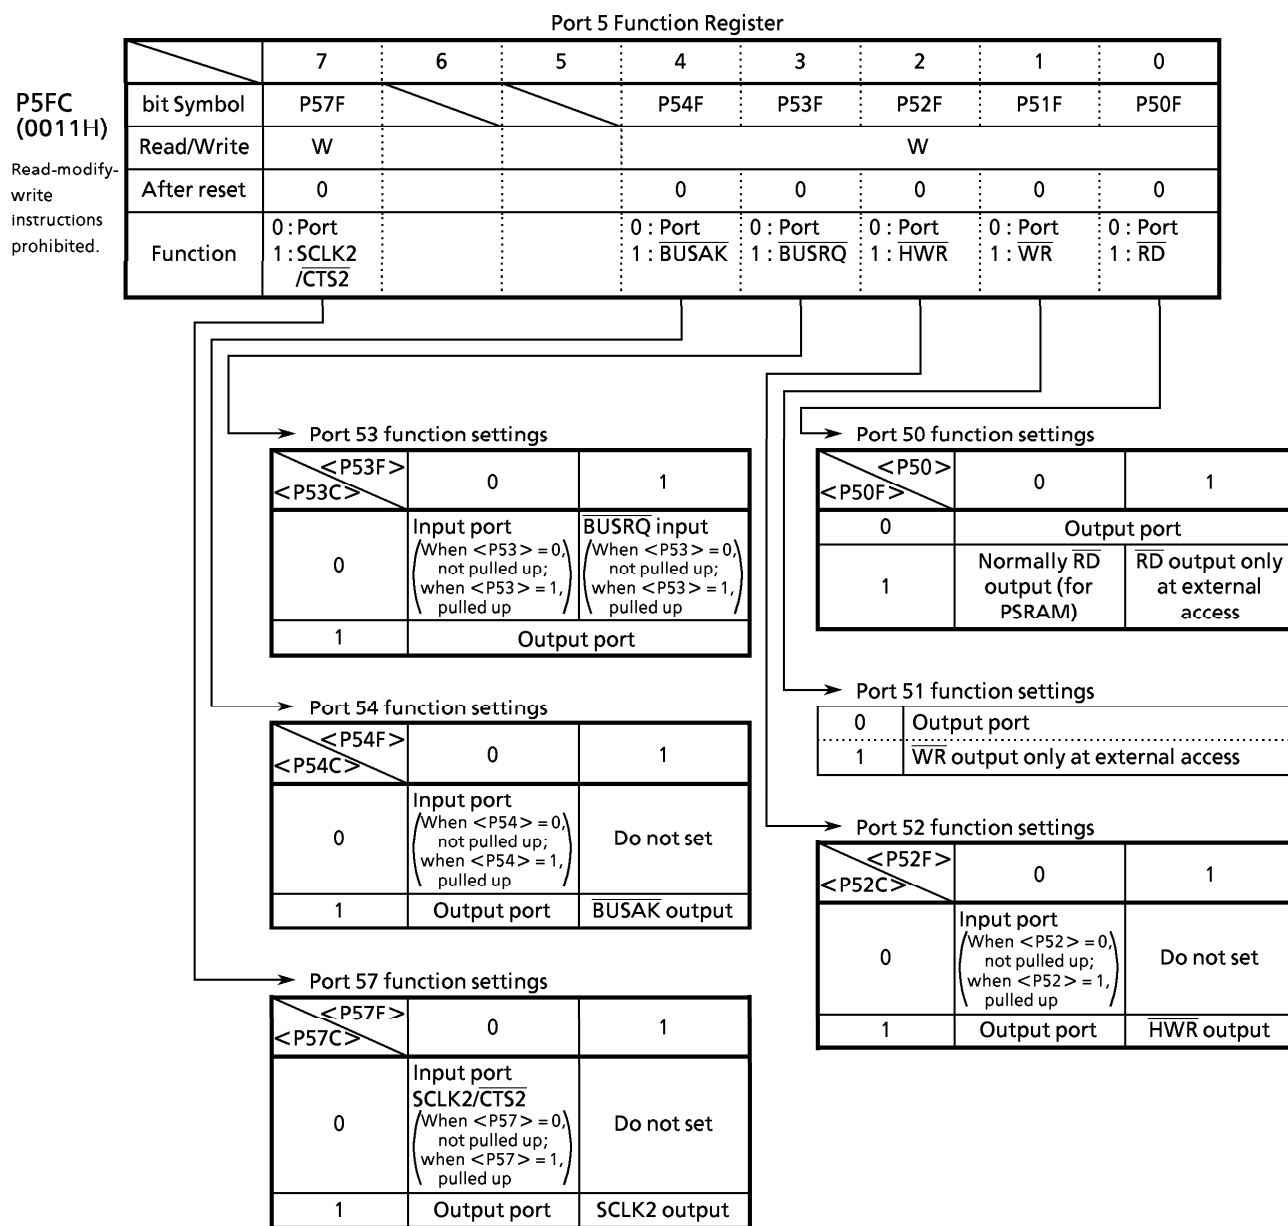 Port 5 Function Register
7 6 5 4 3 2 1 0
P5FC
(0011H)
Read-modify-
write
instructions
prohibited.
bit Symbol P57F P54F P53F P52F P51F P50F
Read/Write W W
After reset 0 0 0 0 0 0
Function
0 : Port
1 : SCLK2
/CTS2
0 : Port
1 : BUSAK
0 : Port
1 : BUSRQ
0 : Port
1 : HWR
0 : Port
1 : WR
0 : Port
1 : RD
Port 53 function settings
<P53F>
<P53C>
0 1
0
Input port
(When <P53> = 0,
not pulled up;
when <P53> = 1,
pulled up)
BUSRQ input
(When <P53> = 0,
not pulled up;
when <P53> = 1,
pulled up)
1 Output port
Port 54 function settings
<P54F>
<P54C>
0 1
0
Input port
(When <P54> = 0,
not pulled up;
when <P54> = 1,
pulled up)
Do not set
1 Output port BUSAK output
Port 57 function settings
<P57F>
<P57C>
0 1
0
Input port
SCLK2/CTS2
(When <P57> = 0,
not pulled up;
when <P57> = 1,
pulled up)
Do not set
1 Output port SCLK2 output
Port 50 function settings
<P50>
<P50F>
0 1
0 Output port
1
Normally RD
output (for
PSRAM)
RD output only
at external
access
Port 51 function settings
0 Output port
1 WR output only at external access
Port 52 function settings
<P52F>
<P52C>
0 1
0
Input port
(When <P52> = 0,
not pulled up;
when <P52> = 1,
pulled up)
Do not set
1 Output port HWR output